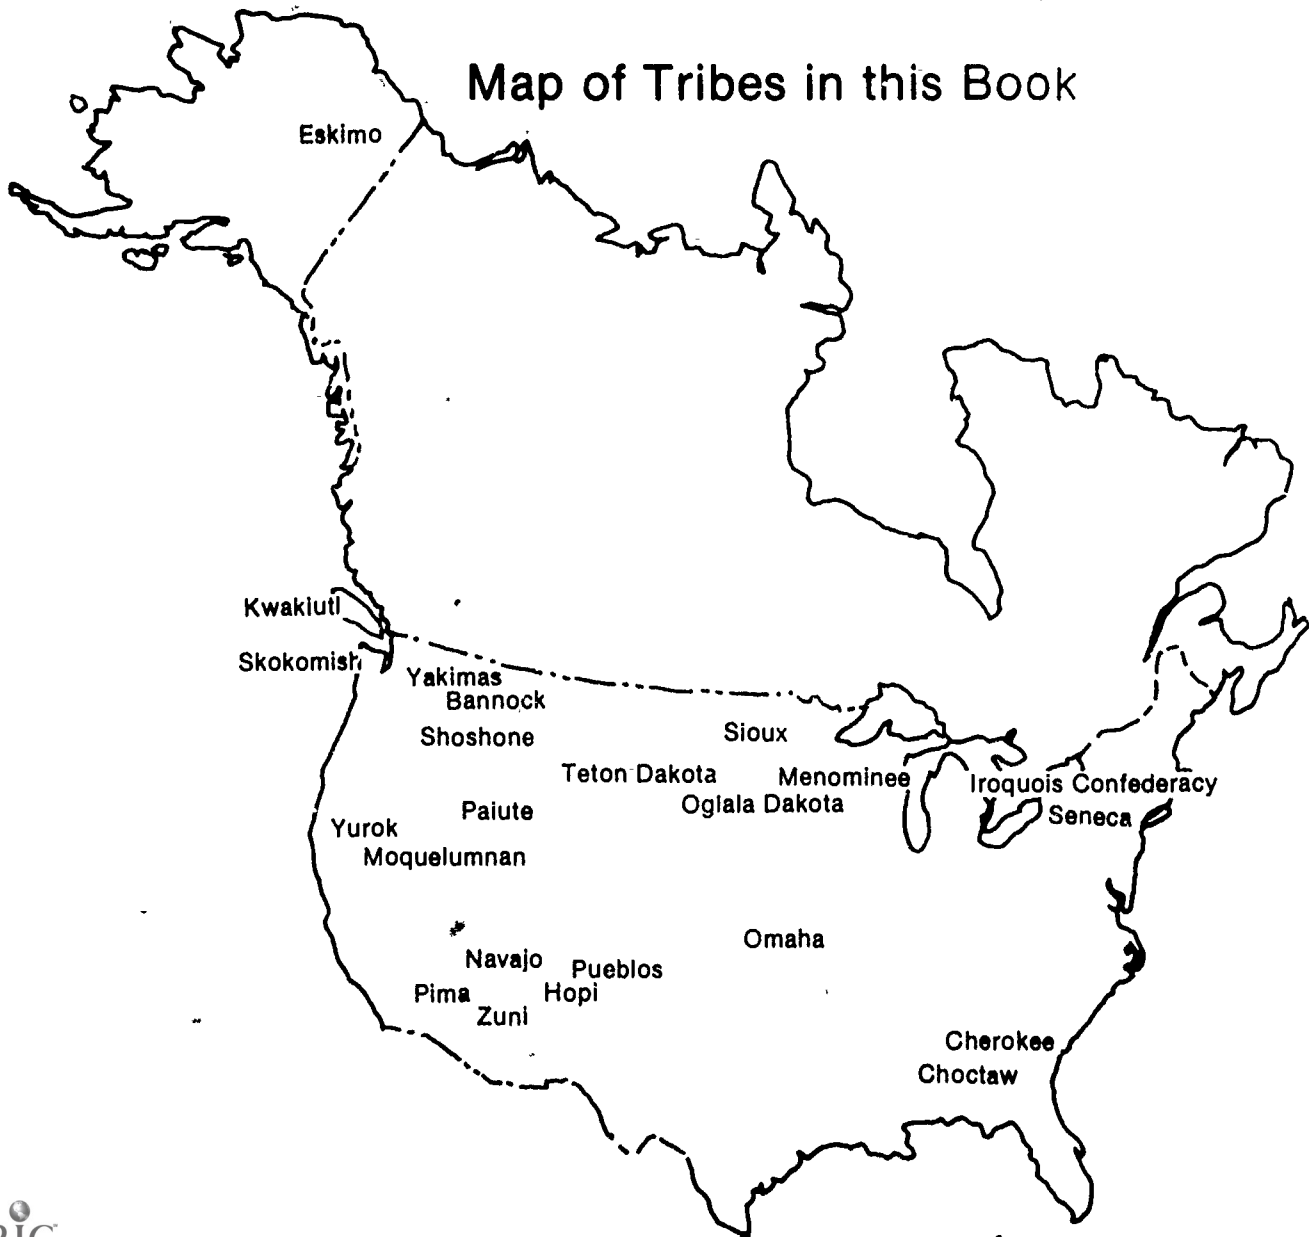 Map of Tribes in this Book
Eskimo
Kwakiutl
Skokomish
Yakimas
Bannock
Shoshone
Sioux
Teton Dakota
Menominee
Iroquois Confederacy
Oglala Dakota
Seneca
Paiute
Yurok
Moquelumnan
Omaha
Navajo
Pueblos
Pima
Hopi
Zuni
Cherokee
Choctaw